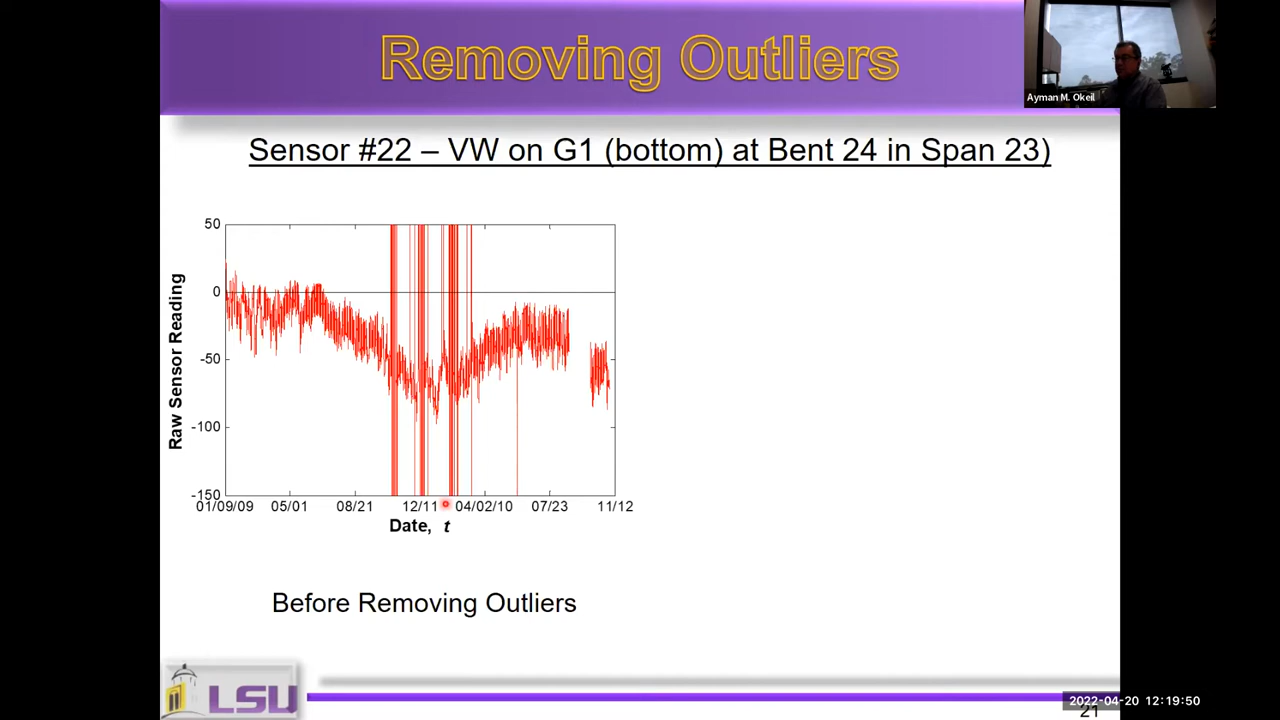 Removing Outliers
Ayman M. Okeil
Sensor #22 – VW on G1 (bottom) at Bent 24 in Span 23)
50
0
-50
-100
-150
Raw Sensor Reading
01/09/09 05/01 08/21 12/11 04/02/10 07/23 11/12
Date, t
Before Removing Outliers
LSU
2022-04-20 12:19:50
21